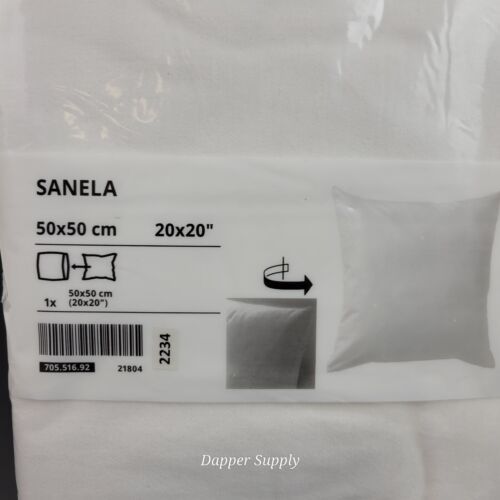 SANELA
50x50 cm 20x20"
50x50 cm
1x (20x20")
705.516.92 21804
2234
Dapper Supply